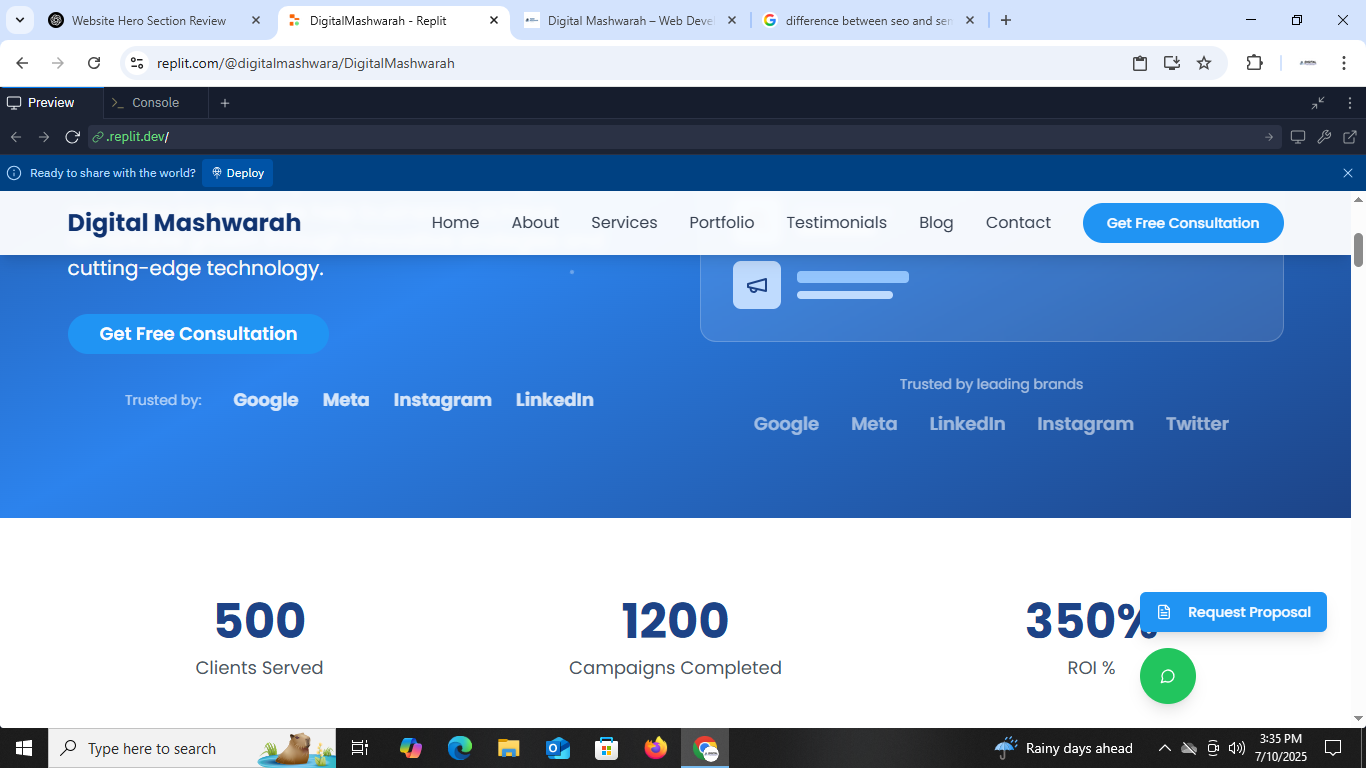 Website Hero Section Review
DigitalMashwarah - Replit
Digital Mashwarah – Web Deve
difference between seo and sem
replit.com/@digitalmashwara/DigitalMashwarah
Preview
Console
.replit.dev/
Ready to share with the world?
Deploy
Digital Mashwarah
Home
About
Services
Portfolio
Testimonials
Blog
Contact
Get Free Consultation
cutting-edge technology.
Get Free Consultation
Trusted by:
Google
Meta
Instagram
LinkedIn
Trusted by leading brands
Google
Meta
LinkedIn
Instagram
Twitter
500
Clients Served
1200
Campaigns Completed
350%
ROI %
Request Proposal
Type here to search
Rainy days ahead
3:35 PM
7/10/2025